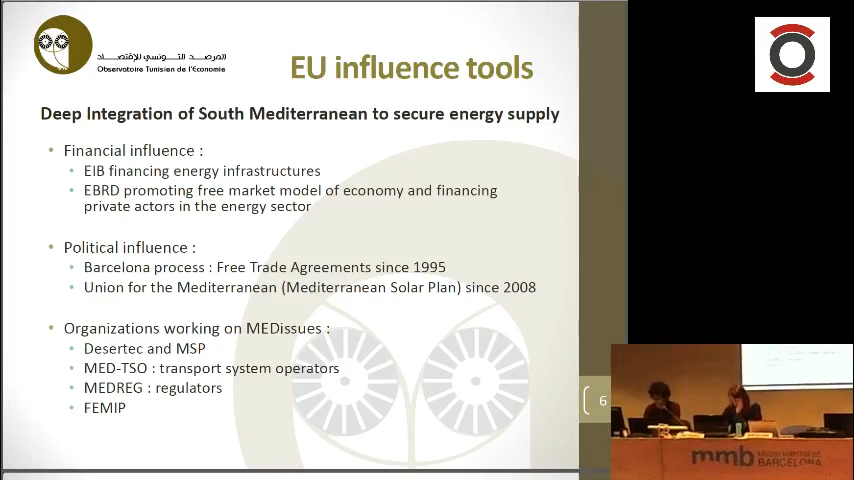 المرصد التونسي للإقتصاد
Observatoire Tunisien de l'Economie
EU influence tools
Deep Integration of South Mediterranean to secure energy supply
• Financial influence :
• EIB financing energy infrastructures
• EBRD promoting free market model of economy and financing
private actors in the energy sector
• Political influence :
• Barcelona process : Free Trade Agreements since 1995
• Union for the Mediterranean (Mediterranean Solar Plan) since 2008
• Organizations working on MEDissues :
• Desertec and MSP
• MED-TSO : transport system operators
• MEDREG : regulators
• FEMIP
6
mmb
MUSEU MARÍTIM DE
BARCELONA